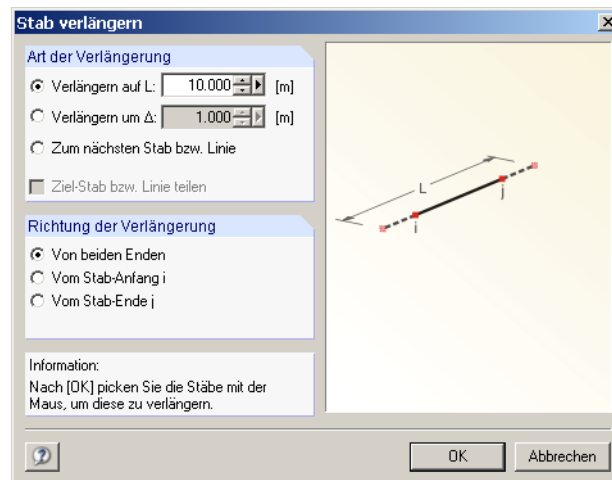 Stab verlängern
Art der Verlängerung
Verlängern auf L: 10.000 [m]
Verlängern um Δ: 1.000 [m]
Zum nächsten Stab bzw. Linie
Ziel-Stab bzw. Linie teilen
Richtung der Verlängerung
Von beiden Enden
Vom Stab-Anfang i
Vom Stab-Ende j
Information:
Nach [OK] picken Sie die Stäbe mit der
Maus, um diese zu verlängern.
L
j
i
OK Abbrechen